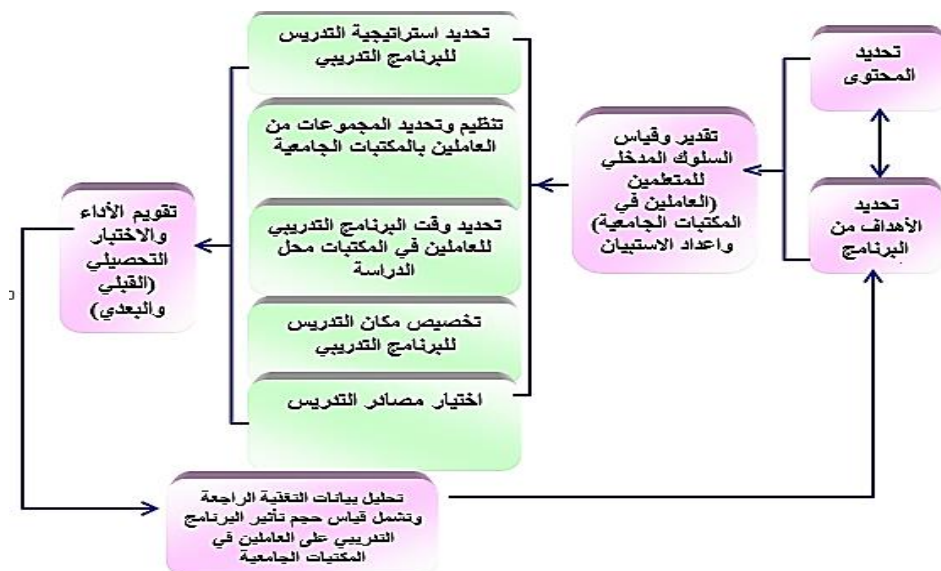 تحديد
المحتوى
تحديد
الأهداف من
البرنامج
تقدير وقياس
السلوك المدخلي
للمتعلمين
(العاملين في
المكتبات الجامعية)
واعداد الاستبيان
تحديد استراتيجية التدريس
للبرنامج التدريبي
تنظيم وتحديد المجموعات من
العاملين بالمكتبات الجامعية
تحديد وقت البرنامج التدريبي
للعاملين في المكتبات محل
الدراسة
تخصيص مكان التدريس
للبرنامج التدريبي
اختيار مصادر التدريس
تقويم الأداء
والاختبار
التحصيلي
(القبلي
والبعدي)
تحليل بيانات التغذية الراجعة
وتشمل قياس حجم تأثير البرنامج
التدريبي على العاملين في
المكتبات الجامعية